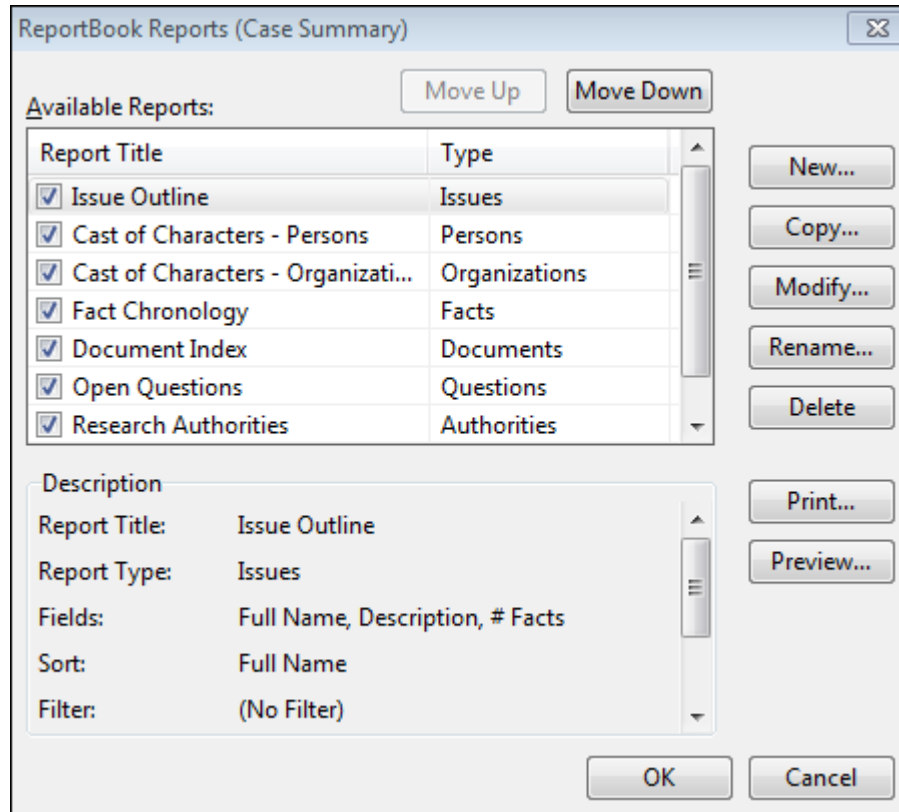 ReportBook Reports (Case Summary)
Move Up Move Down
Available Reports:
Report Title Type
Issue Outline Issues
Cast of Characters - Persons Persons
Cast of Characters - Organizati... Organizations
Fact Chronology Facts
Document Index Documents
Open Questions Questions
Research Authorities Authorities
New...
Copy...
Modify...
Rename...
Delete
Description
Report Title: Issue Outline
Report Type: Issues
Fields: Full Name, Description, # Facts
Sort: Full Name
Filter: (No Filter)
Print...
Preview...
OK Cancel